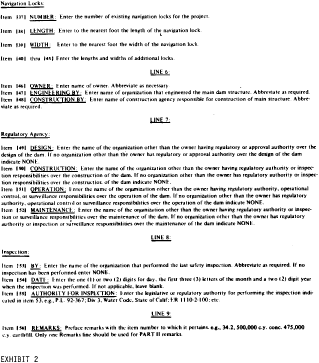 Navigation Locks:
Item [37] NUMBER: Enter the number of existing navigation locks for the project.
Item [38] LENGTH: Enter to the nearest foot the length of the navigation lock.
Item [39] WIDTH: Enter to the nearest foot the width of the navigation lock.
Item [40] thru [45] Enter the lengths and widths of additional locks.
LINE 6:
Item [46] OWNER: Enter name of owner. Abbreviate as necessary.
Item [47] ENGINEERING BY: Enter name of organization that engineered the main dam structure. Abbreviate as required.
Item [48] CONSTRUCTION BY: Enter name of construction agency responsible for construction of main structure. Abbre-
viate as required.
LINE 7:
Regulatory Agency:
Item [49] DESIGN: Enter the name of the organization other than the owner having regulatory or approval authority over the
design of the dam. If no organization other than the owner has regulatory or approval authority over the design of the dam
indicate NONE.
Item [50] CONSTRUCTION: Enter the name of the organization other than the owner having regulatory authority or inspec-
tion responsibilities over the construction of the dam. If no organization other than the owner has regulatory authority or inspec-
tion responsibilities over the construction of the dam indicate NONE.
Item [51] OPERATION: Enter the name of the organization other than the owner having regulatory authority, operational
control, or surveillance responsibilities over the operation of the dam. If no organization other than the owner has regulatory
authority, operational control or surveillance responsibilities over the operation of the dam indicate NONE.
Item [52] MAINTENANCE: Enter the name of the organization other than the owner having regulatory authority or inspec-
tion or surveillance responsibilities over the maintenance of the dam. If no organization other than the owner has regulatory
authority or inspection or surveillance responsibilities over the maintenance of the dam indicate NONE.
LINE 8:
Inspection:
Item [53] BY: Enter the name of the organization that performed the last safety inspection. Abbreviate as required. If no
inspection has been performed enter NONE.
Item [54] DATE: Enter the one (1) or two (2) digits for day, the first three (3) letters of the month and a two (2) digit year
when the inspection was performed. If not applicable, leave blank.
Item [55] AUTHORITY FOR INSPECTION: Enter the legislative or regulatory authority for performing the inspection indi-
cated in item 53, e.g., P.L. 92-367; Div 3, Water Code, State of Calif; ER 1110-2-100; etc.
LINE 9:
Item [56] REMARKS: Preface remarks with the item number to which it pertains, e.g., 34.2, 500,000 c.y. conc. 475,000
c.y. earthfill. Only one Remarks line should be used for PART II remarks.
EXHIBIT 2